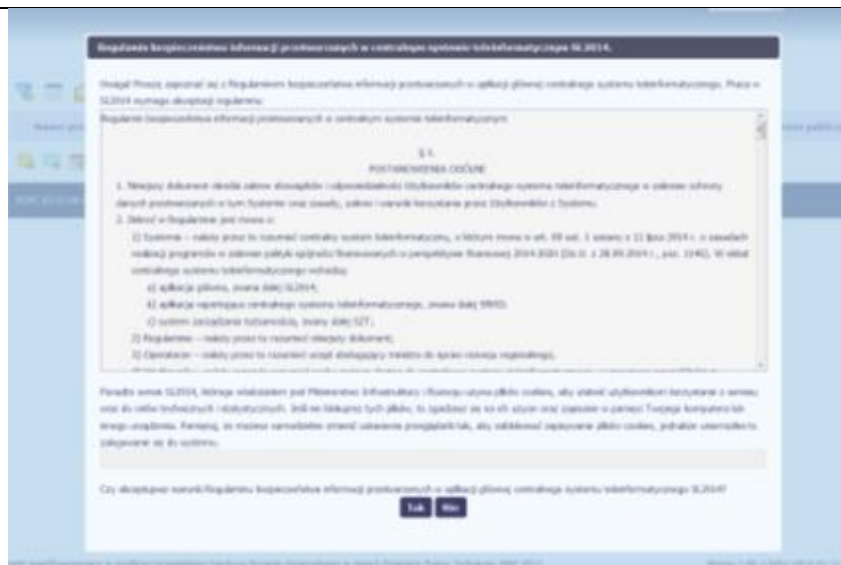 Regulamin bezpieczeństwa informacji przetwarzanych w centralnym systemie teleinformatycznym SL2014.
Uwaga! Proszę zapoznać się z Regulaminem bezpieczeństwa informacji przetwarzanych w aplikacji głównej centralnego systemu teleinformatycznego. Praca w
SL2014 wymaga akceptacji regulaminu
Regulamin bezpieczeństwa informacji przetwarzanych w centralnym systemie teleinformatycznym
§ 1.
POSTANOWIENIA OGÓLNE
1. Niniejszy dokument określa zakres obowiązków i odpowiedzialności Użytkowników centralnego systemu teleinformatycznego w zakresie ochrony
danych przetwarzanych w tym Systemie oraz zasady, zakres i warunki korzystania przez Użytkowników z Systemu.
2. Ilekroć w Regulaminie jest mowa o:
1) Systemie – należy przez to rozumieć centralny system teleinformatyczny, o którym mowa w art. 69 ust. 1 ustawy z 11 lipca 2014 r. o zasadach
realizacji programów w zakresie polityki spójności finansowanych w perspektywie finansowej 2014-2020 (Dz.U. z 28.09.2014 r., poz. 1146). W skład
centralnego systemu teleinformatycznego wchodzą:
a) aplikacja główna, zwana dalej SL2014;
b) aplikacja raportująca centralnego systemu teleinformatycznego, zwana dalej SRHD;
c) system zarządzania tożsamością, zwany dalej SZT;
2) Regulaminie – należy przez to rozumieć niniejszy dokument;
3) Operatorze – należy przez to rozumieć urząd obsługujący ministra do spraw rozwoju regionalnego;
Ponadto serwis SL2014, którego właścicielem jest Ministerstwo Infrastruktury i Rozwoju używa plików cookies, aby ułatwić użytkownikom korzystanie z serwisu
oraz do celów technicznych i statystycznych. Jeśli nie blokujesz tych plików, to zgadzasz się na ich użycie oraz zapisanie w pamięci Twojego komputera lub
innego urządzenia. Pamiętaj, że możesz samodzielnie zmienić ustawienia przeglądarki tak, aby zablokować zapisywanie plików cookies, jednakże uniemożliwi to
zalogowanie się do systemu.
Czy akceptujesz warunki Regulaminu bezpieczeństwa informacji przetwarzanych w aplikacji głównej centralnego systemu teleinformatycznego SL2014?
Tak Nie